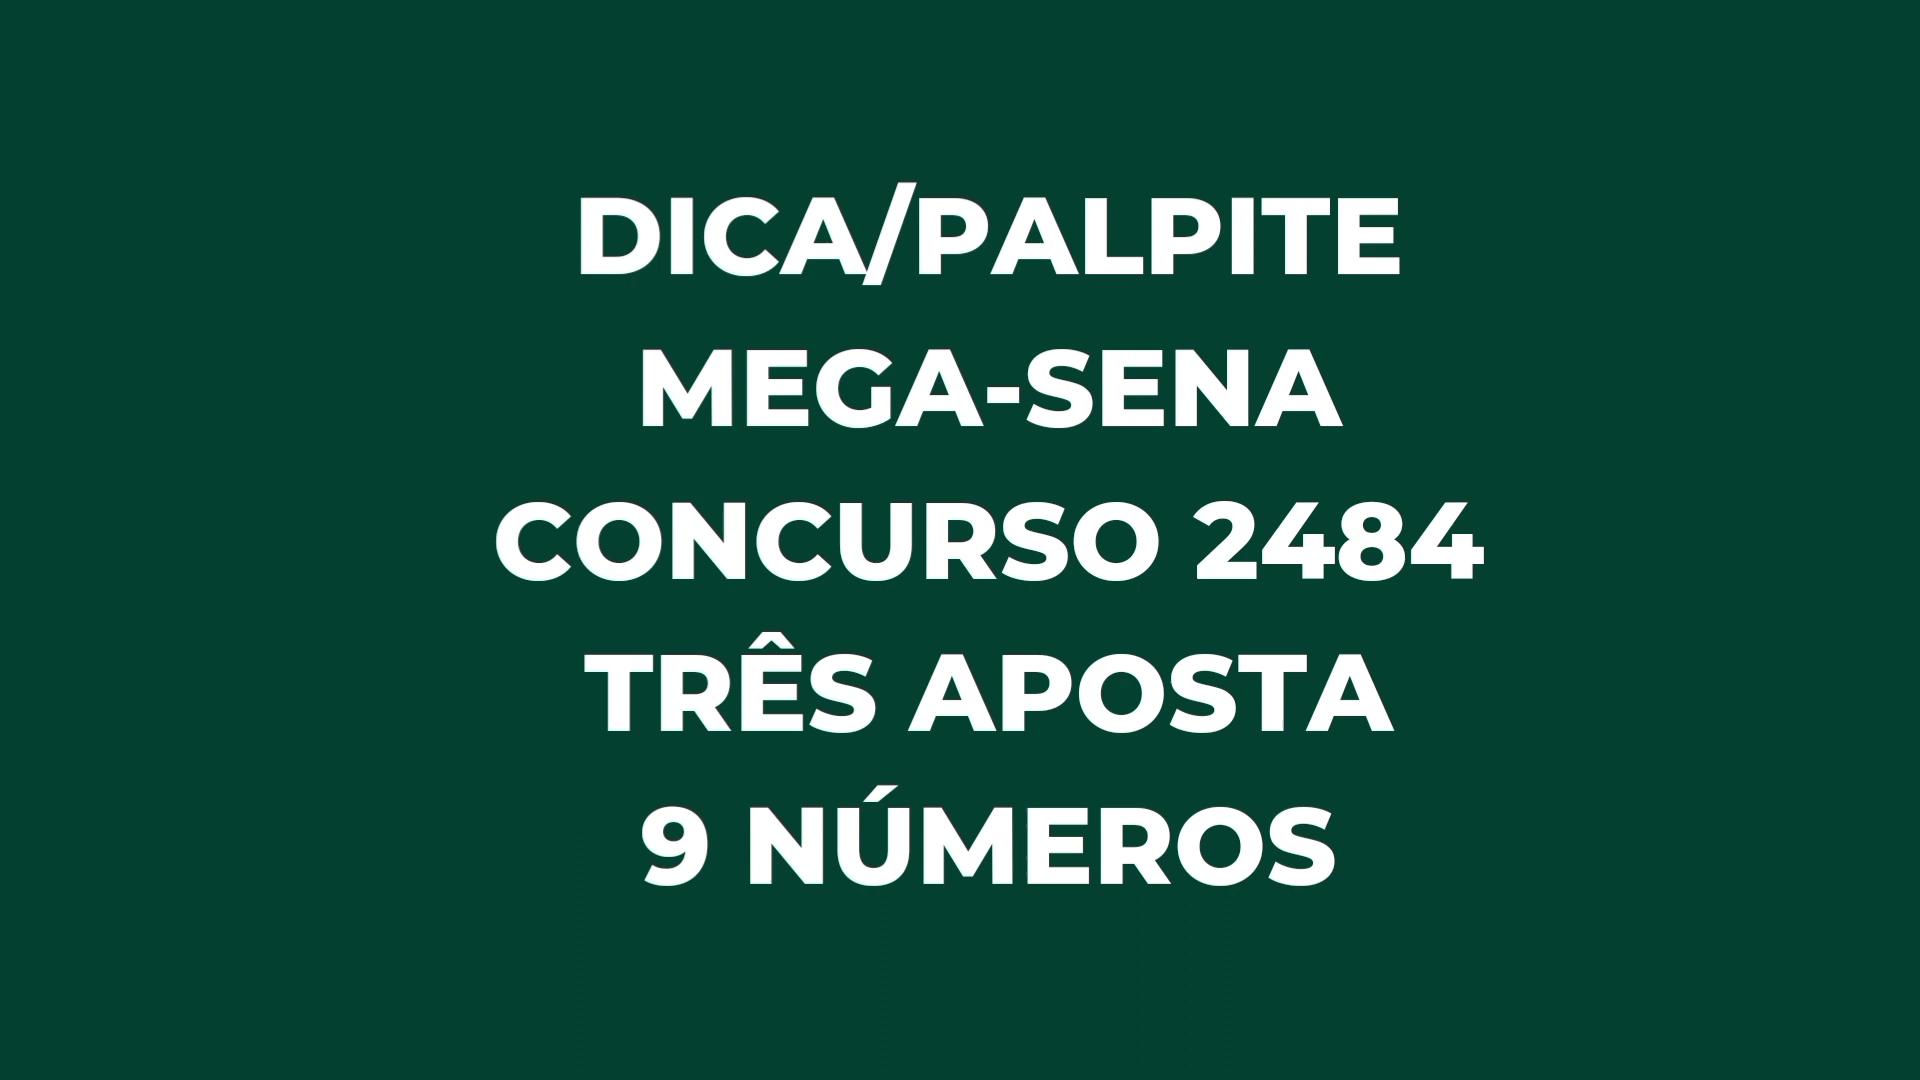 DICA/PALPITE
MEGA-SENA
CONCURSO 2484
TRÊS APOSTA
9 NÚMEROS